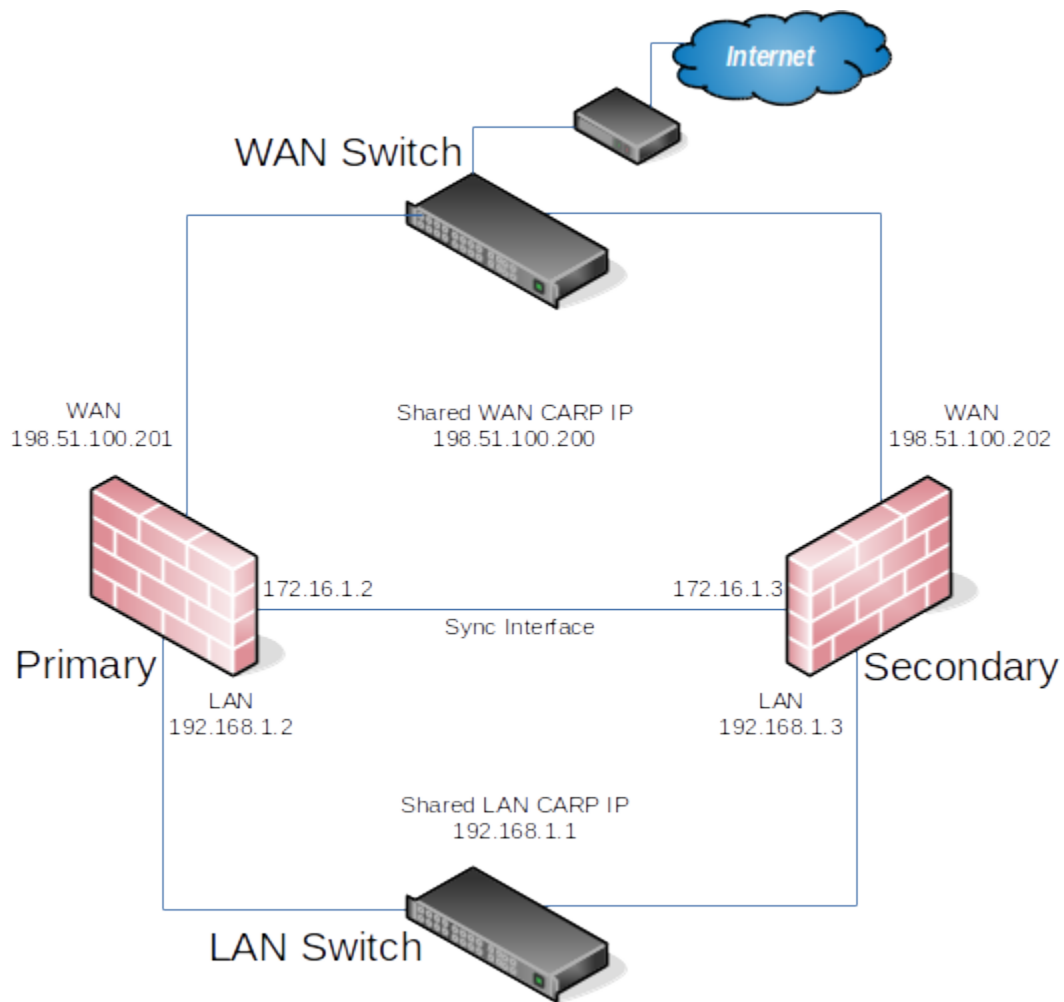 Internet
WAN Switch
WAN
198.51.100.201
Shared WAN CARP IP
198.51.100.200
WAN
198.51.100.202
172.16.1.2
172.16.1.3
Sync Interface
Primary
Secondary
LAN
192.168.1.2
LAN
192.168.1.3
Shared LAN CARP IP
192.168.1.1
LAN Switch